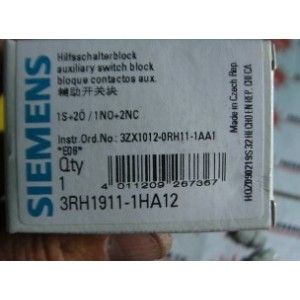 SIEMENS
Hilfsschalterblock
auxiliary switch block
bloque contactos aux.
辅助开关块
1S+2Ö / 1NO+2NC
Instr.Ord.No.: 3ZX1012-0RH11-1AA1
*E06*
Qty
1
4 011209 267367
3RH1911-1HA12
Made in Czech Rep.